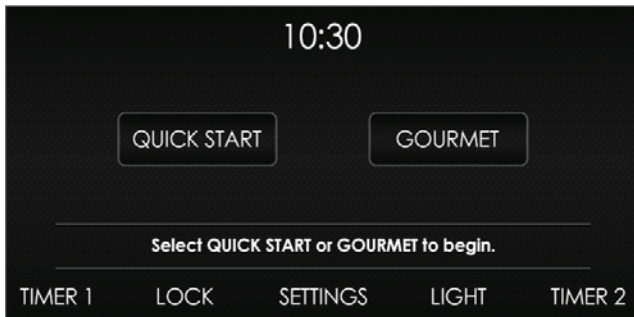 10:30
QUICK START GOURMET
Select QUICK START or GOURMET to begin.
TIMER 1 LOCK SETTINGS LIGHT TIMER 2